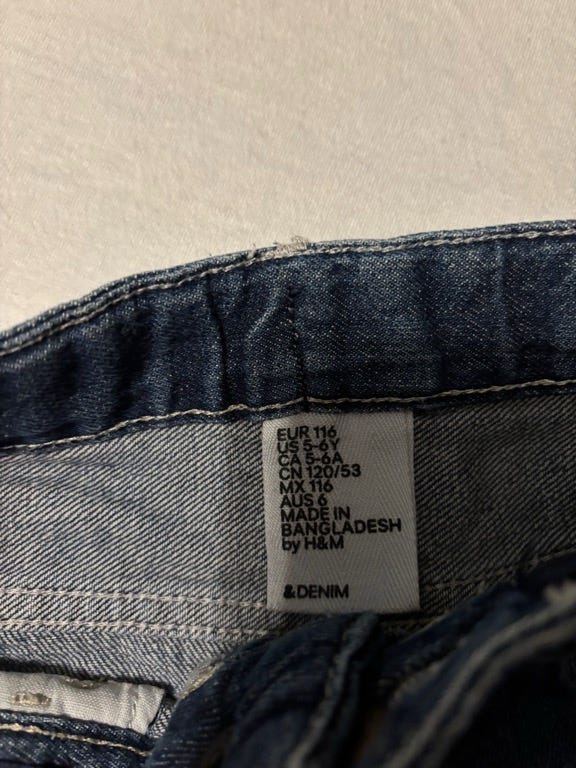 EUR 116
US 5-6Y
CA 5-6A
CN 120/53
MX 116
AUS 6
MADE IN
BANGLADESH
by H&M
&DENIM